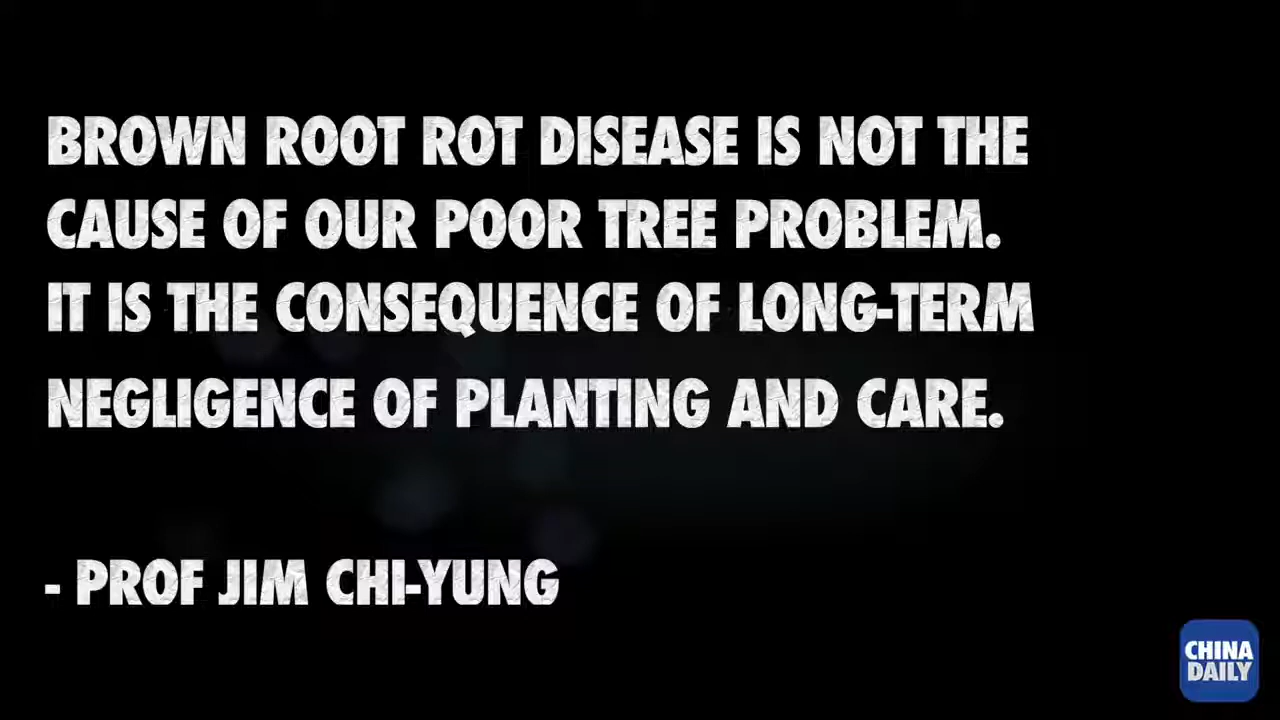 BROWN ROOT ROT DISEASE IS NOT THE
CAUSE OF OUR POOR TREE PROBLEM.
IT IS THE CONSEQUENCE OF LONG-TERM
NEGLIGENCE OF PLANTING AND CARE.
- PROF JIM CHI-YUNG
CHINA
DAILY